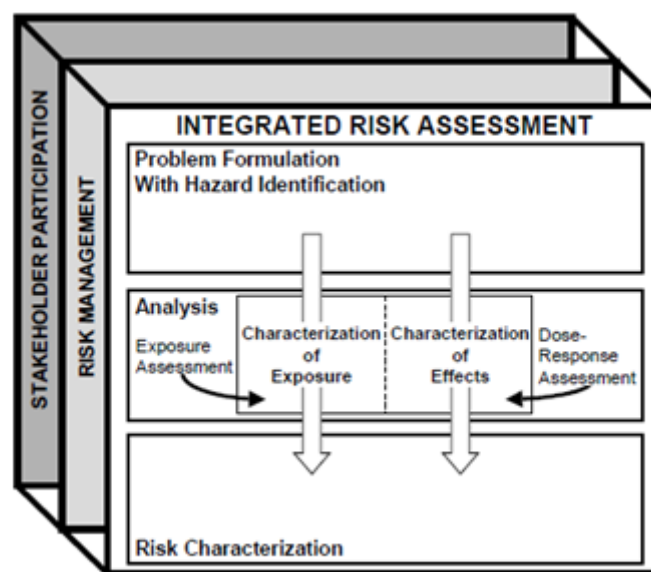 STAKEHOLDER PARTICIPATION
RISK MANAGEMENT
INTEGRATED RISK ASSESSMENT
Problem Formulation
With Hazard Identification
Analysis
Exposure
Assessment
Characterization
of
Exposure
Characterization
of
Effects
Dose-
Response
Assessment
Risk Characterization